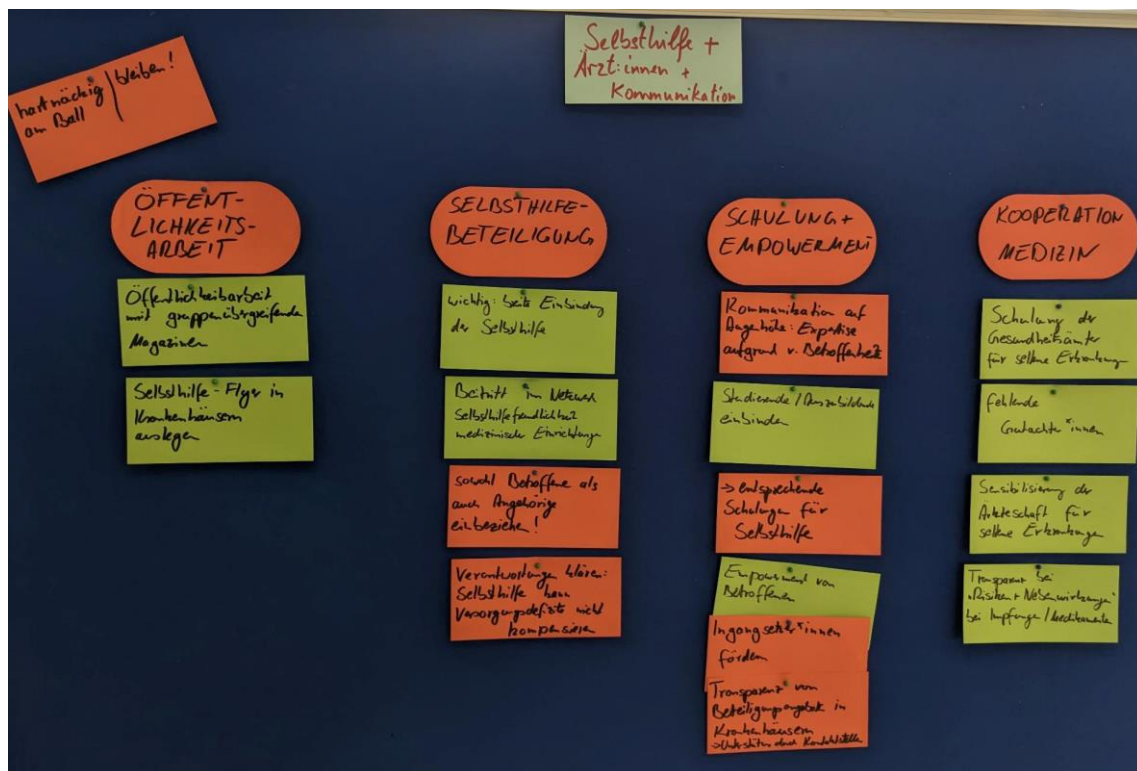 Selbsthilfe +
Ärzt:innen +
Kommunikation
hartnäckig / bleiben!
am Ball
ÖFFENT-
LICHKEITS-
ARBEIT
Öffentlichkeitsarbeit
mit gruppenübergreifenden
Magazinen
Selbsthilfe-Flyer in
Krankenhäusern
auslegen
SELBSTHILFE-
BETEILIGUNG
wichtig: Einbindung
der Selbsthilfe
Beitritt im Netzwerk
Selbsthilfefreundlichkeit
medizinische Einrichtungen
sowohl Betroffene als
auch Angehörige
einbeziehen!
Verantwortungen klären:
Selbsthilfe kann
Versorgungsdefizite nicht
kompensieren
SCHULUNG +
EMPOWERMENT
Kommunikation auf
Augenhöhe: Expertise
aufgrund v. Betroffenheit
Studierende / Auszubildende
einbinden
→ entsprechende
Schulungen für
Selbsthilfe
Empowerment von
Betroffenen
Ingangsetzer*innen
fördern
Transparenz von
Beteiligungsangebote in
Krankenhäusern
→ durch Kontaktstellen
KOOPERATION
MEDIZIN
Schulung der
Gesundheitsämter
für seltene Erkrankungen
fehlende
Gutachter*innen
Sensibilisierung der
Ärzteschaft für
seltene Erkrankungen
Transparenz bei
"Risiken + Nebenwirkungen"
bei Impfungen / Medikamenten